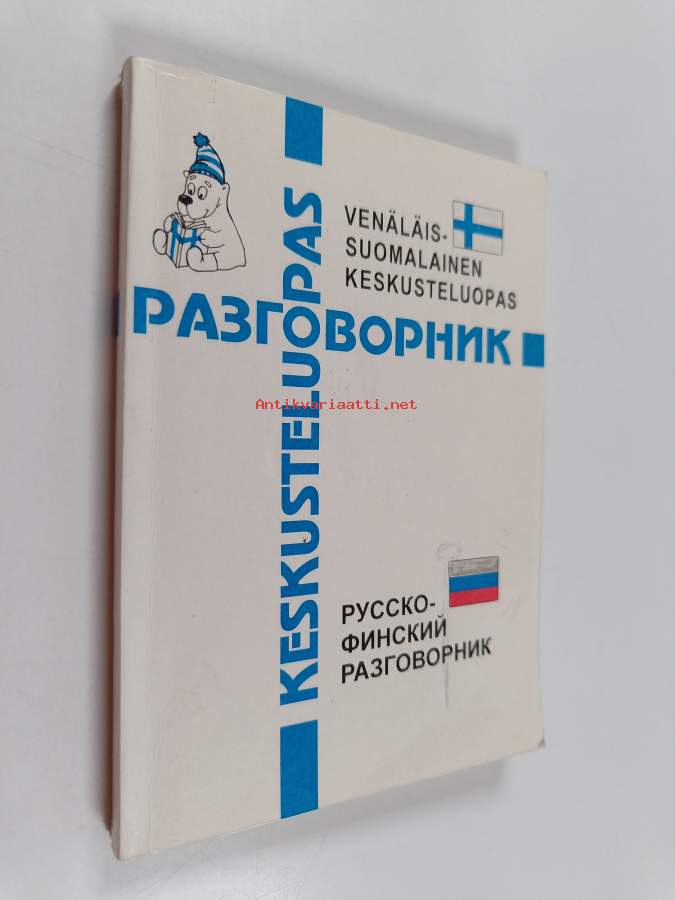 VENÄLÄIS-
SUOMALAINEN
KESKUSTELUOPAS
РАЗГОВОРНИК
KESKUSTELUOPAS
Antikvariaatti.net
РУССКО-
ФИНСКИЙ
РАЗГОВОРНИК